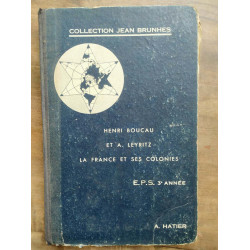 COLLECTION JEAN BRUNHES
HENRI BOUCAU
ET A. LEYRITZ
LA FRANCE ET SES COLONIES
E.P.S. 3e ANNÉE
A. HATIER